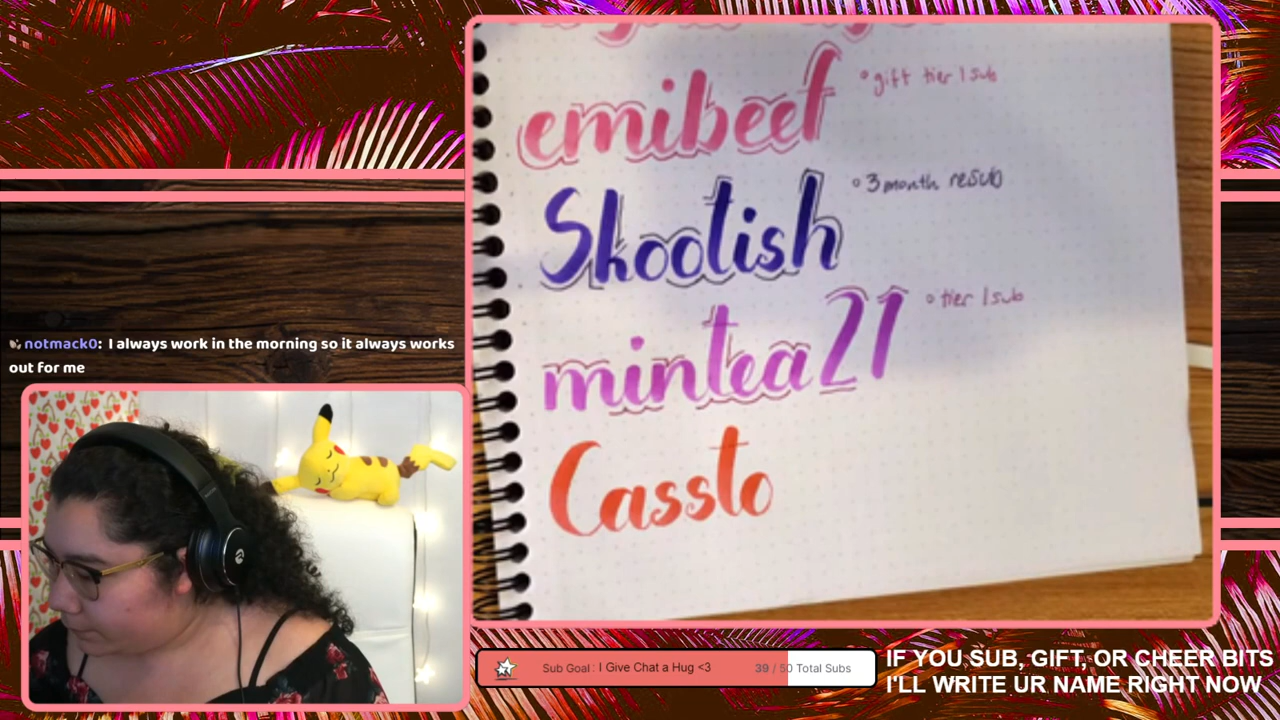 emibeef
° gift tier 1 sub
Skootish
° 3 month resub
mintea21
° tier 1 sub
Cassto
notmack0: I always work in the morning so it always works
out for me
Sub Goal : I Give Chat a Hug <3
39 / 50 Total Subs
IF YOU SUB, GIFT, OR CHEER BITS
I'LL WRITE UR NAME RIGHT NOW